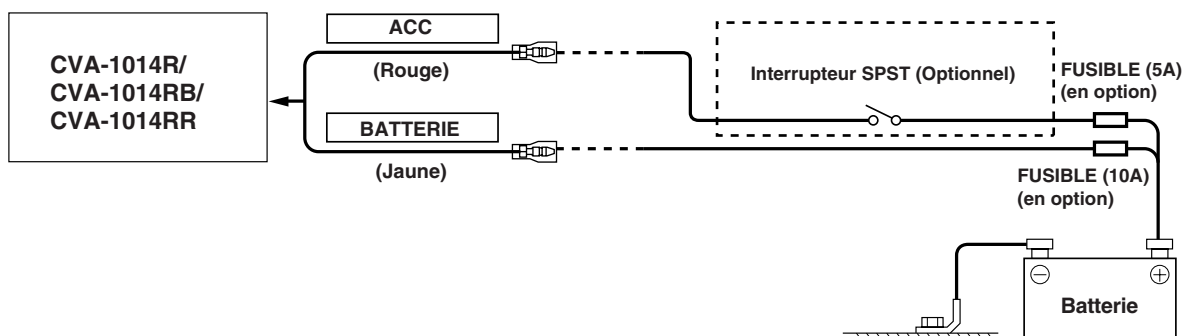 CVA-1014R/
CVA-1014RB/
CVA-1014RR
ACC
(Rouge)
BATTERIE
(Jaune)
Interrupteur SPST (Optionnel)
FUSIBLE (5A)
(en option)
FUSIBLE (10A)
(en option)
Batterie